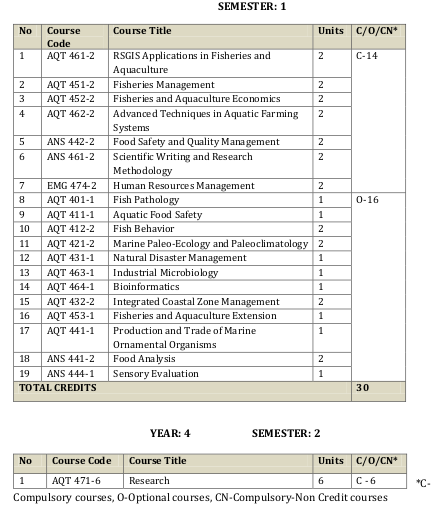 SEMESTER: 1
No Course Code Course Title Units C/O/CN*
1 AQT 461-2 RSGIS Applications in Fisheries and Aquaculture 2 C-14
2 AQT 451-2 Fisheries Management 2
3 AQT 452-2 Fisheries and Aquaculture Economics 2
4 AQT 462-2 Advanced Techniques in Aquatic Farming Systems 2
5 ANS 442-2 Food Safety and Quality Management 2
6 ANS 461-2 Scientific Writing and Research Methodology 2
7 EMG 474-2 Human Resources Management 2
8 AQT 401-1 Fish Pathology 1 O-16
9 AQT 411-1 Aquatic Food Safety 1
10 AQT 412-2 Fish Behavior 2
11 AQT 421-2 Marine Paleo-Ecology and Paleoclimatology 2
12 AQT 431-1 Natural Disaster Management 1
13 AQT 463-1 Industrial Microbiology 1
14 AQT 464-1 Bioinformatics 1
15 AQT 432-2 Integrated Coastal Zone Management 2
16 AQT 453-1 Fisheries and Aquaculture Extension 1
17 AQT 441-1 Production and Trade of Marine Ornamental Organisms 1
18 ANS 441-2 Food Analysis 2
19 ANS 444-1 Sensory Evaluation 1
TOTAL CREDITS 30
YEAR: 4 SEMESTER: 2
No Course Code Course Title Units C/O/CN*
1 AQT 471-6 Research 6 C - 6
*C-
Compulsory courses, O-Optional courses, CN-Compulsory-Non Credit courses